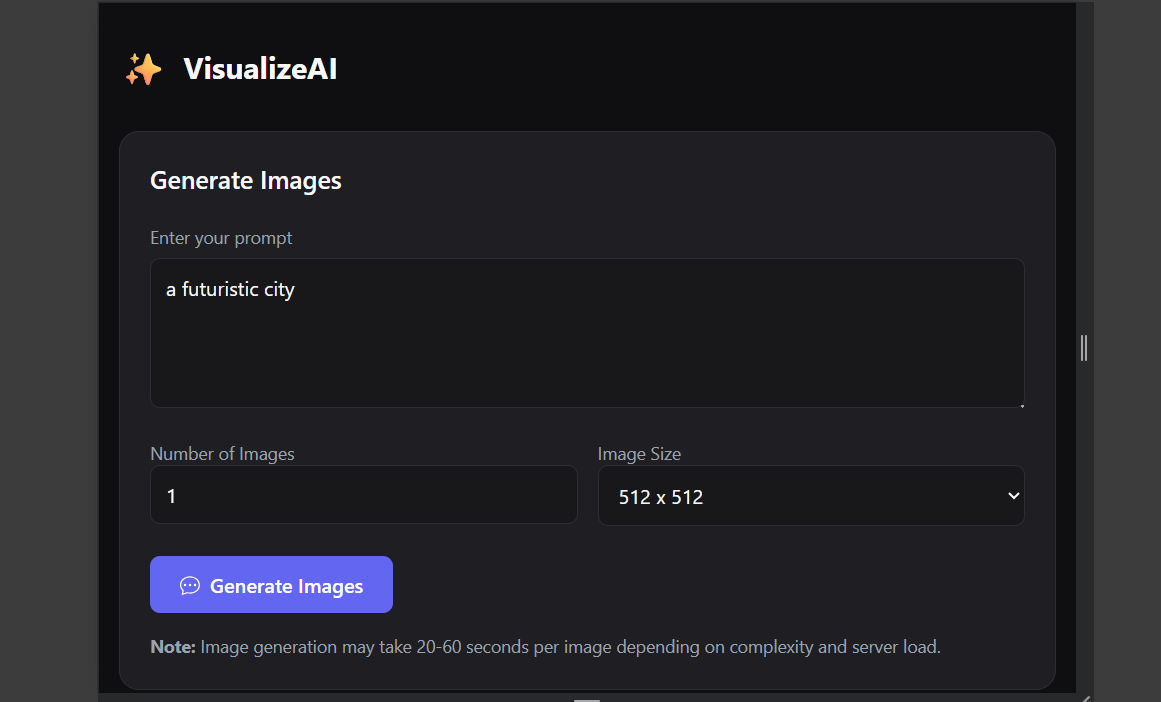 VisualizeAI
Generate Images
Enter your prompt
a futuristic city
Number of Images
Image Size
1
512 x 512
Generate Images
Note: Image generation may take 20-60 seconds per image depending on complexity and server load.